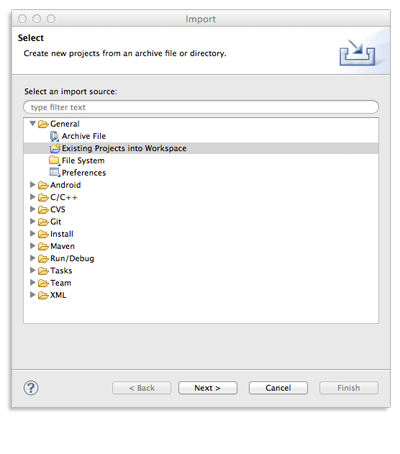 Import
Select
Create new projects from an archive file or directory.
Select an import source:
type filter text
General
Archive File
Existing Projects into Workspace
File System
Preferences
Android
C/C++
CVS
Git
Install
Maven
Run/Debug
Tasks
Team
XML
? < Back Next > Cancel Finish